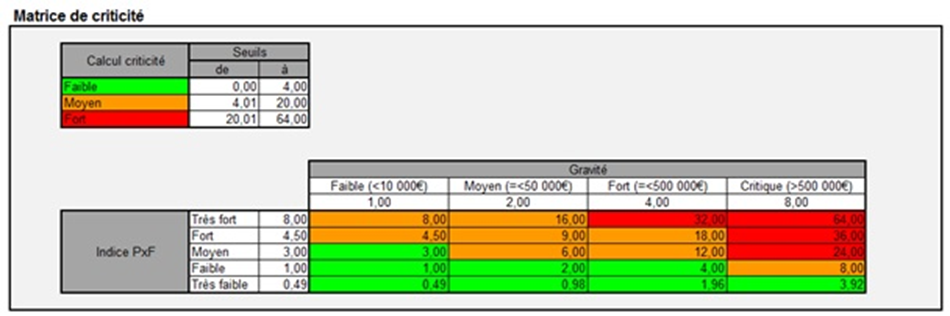 Matrice de criticité
Calcul criticité Seuils
de à
Faible 0,00 4,00
Moyen 4,01 20,00
Fort 20,01 64,00
Gravité
Faible (<10 000€) Moyen (=<50 000€) Fort (=<500 000€) Critique (>500 000€)
1,00 2,00 4,00 8,00
Très fort 8,00 8,00 16,00 32,00 64,00
Fort 4,50 4,50 9,00 18,00 36,00
Indice PxF Moyen 3,00 3,00 6,00 12,00 24,00
Faible 1,00 1,00 2,00 4,00 8,00
Très faible 0.49 0,49 0,98 1,96 3,92